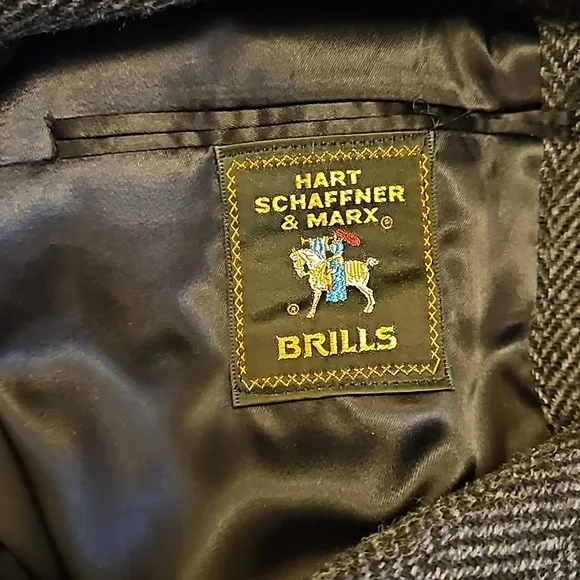 HART
SCHAFFNER
& MARX®
®
BRILLS